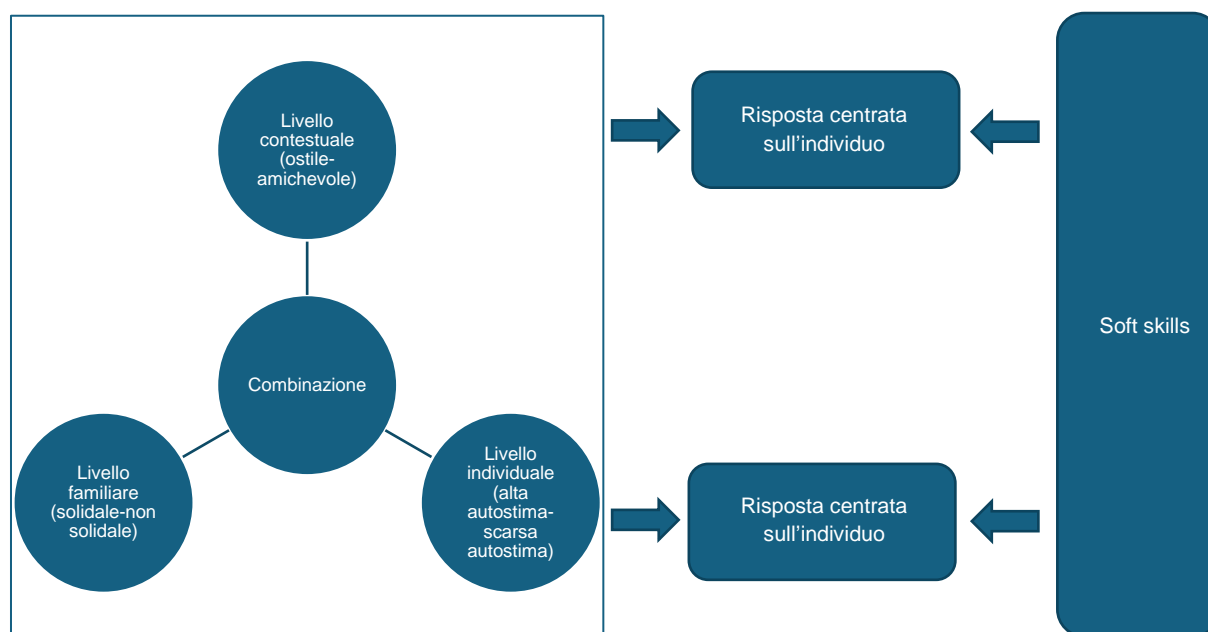 Livello
contestuale
(ostile-
amichevole)
Combinazione
Livello
familiare
(solidale-non
solidale)
Livello
individuale
(alta
autostima-
scarsa
autostima)
Risposta centrata
sull’individuo
Risposta centrata
sull’individuo
Soft skills